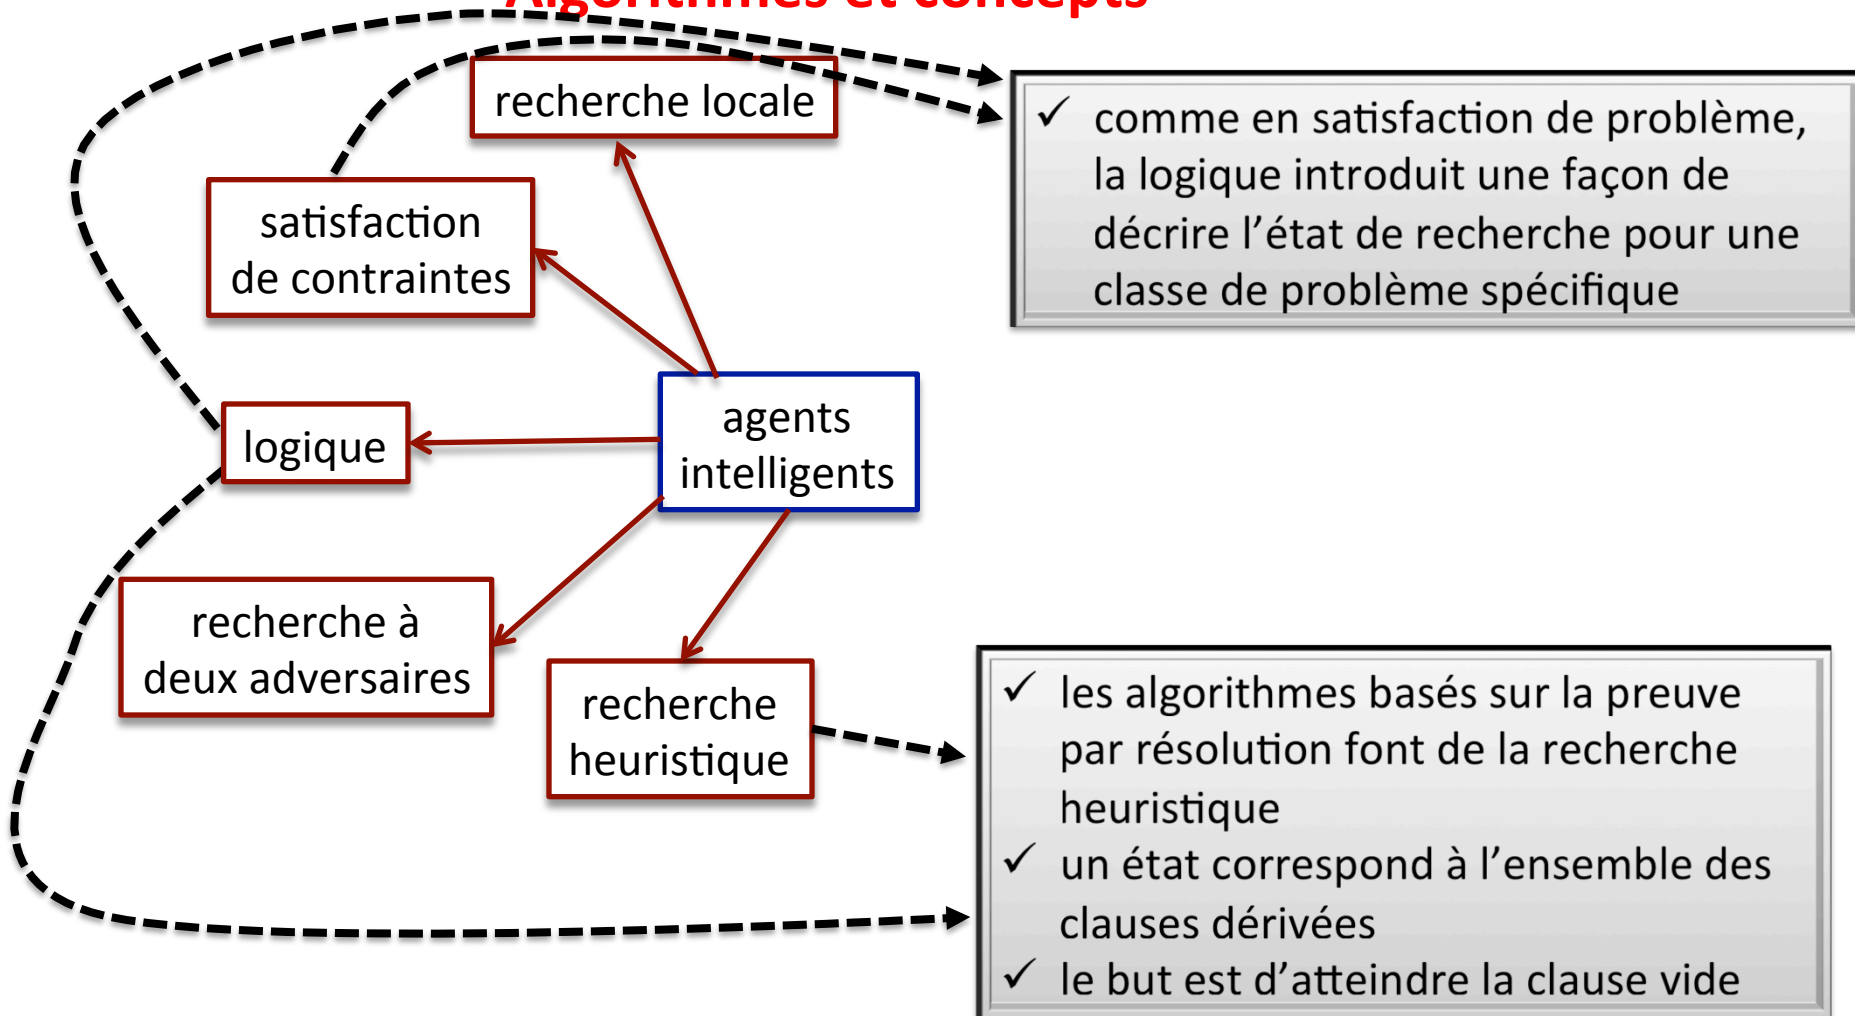 Algorithmes et concepts
recherche locale
satisfaction
de contraintes
logique
agents
intelligents
recherche à
deux adversaires
recherche
heuristique
✓ comme en satisfaction de problème,
la logique introduit une façon de
décrire l’état de recherche pour une
classe de problème spécifique
✓ les algorithmes basés sur la preuve
par résolution font de la recherche
heuristique
✓ un état correspond à l’ensemble des
clauses dérivées
✓ le but est d’atteindre la clause vide